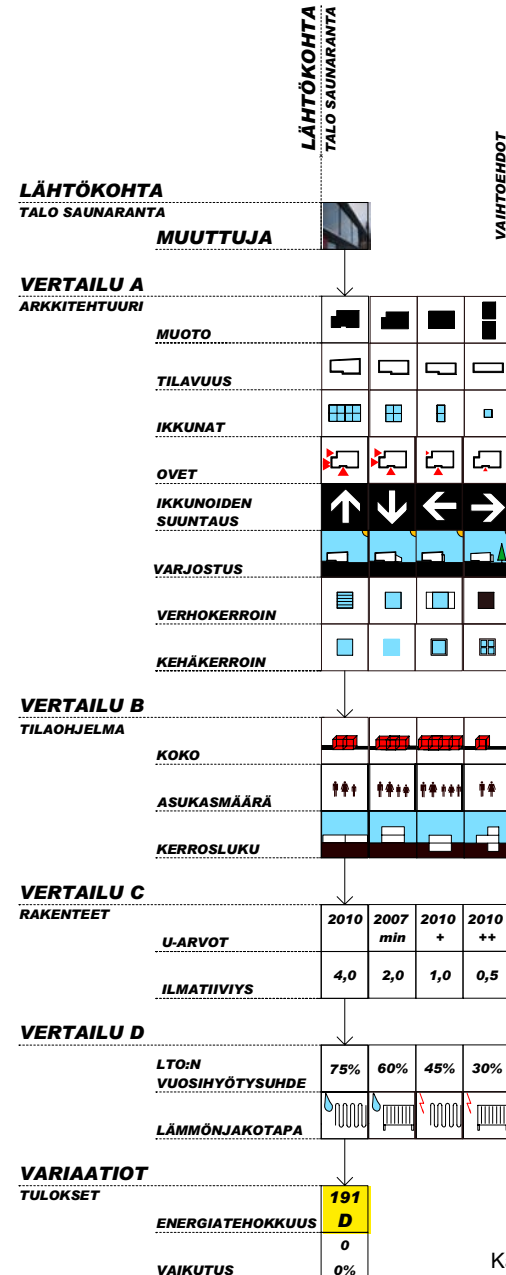 LÄHTÖKOHTA
TALO SAUNARANTA
VAIHTOEHDOT
LÄHTÖKOHTA
TALO SAUNARANTA
MUUTTUJA
VERTAILU A
ARKKITEHTUURI
MUOTO
TILAVUUS
IKKUNAT
OVET
IKKUNOIDEN
SUUNTAUS
VARJOSTUS
VERHOKERROIN
KEHÄKERROIN
VERTAILU B
TILAOHJELMA
KOKO
ASUKASMÄÄRÄ
KERROSLUKU
VERTAILU C
RAKENTEET
U-ARVOT
2010 2007 min 2010 + 2010 ++
ILMATIIVIYS
4,0 2,0 1,0 0,5
VERTAILU D
LTO:N
VUOSIHYÖTYSUHDE
75% 60% 45% 30%
LÄMMÖNJAKOTAPA
VARIAATIOT
TULOKSET
ENERGIATEHOKKUUS
191
D
VAIKUTUS
0
0%